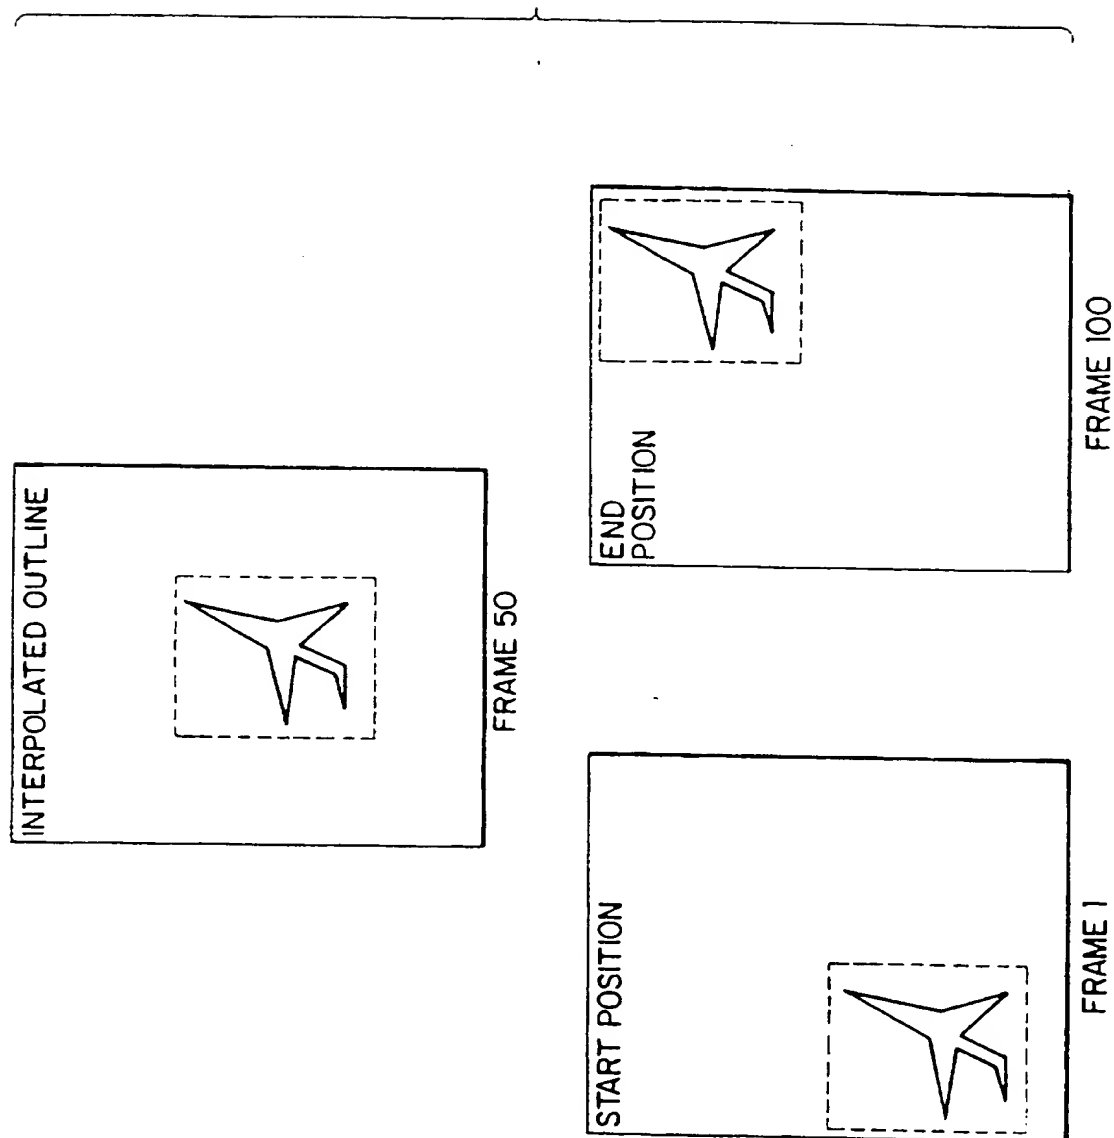 INTERPOLATED OUTLINE
FRAME 50
START POSITION
FRAME 1
END
POSITION
FRAME 100